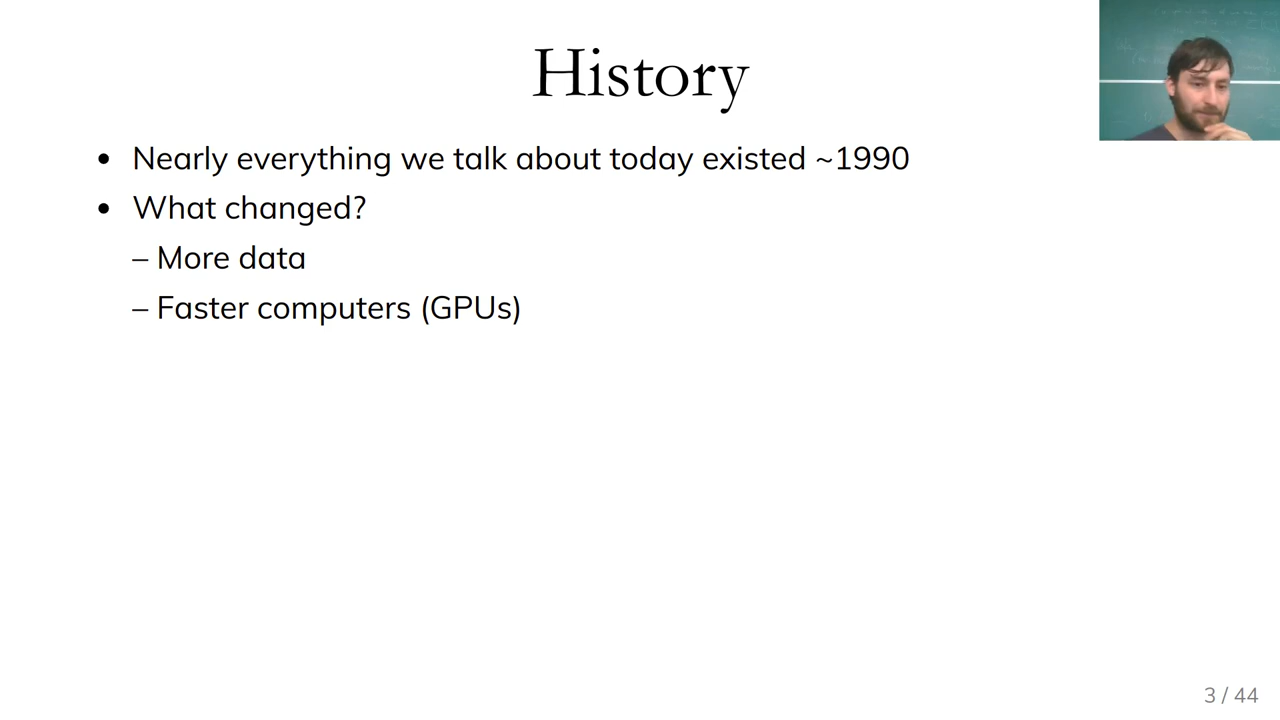 History
• Nearly everything we talk about today existed ~1990
• What changed?
– More data
– Faster computers (GPUs)
3 / 44